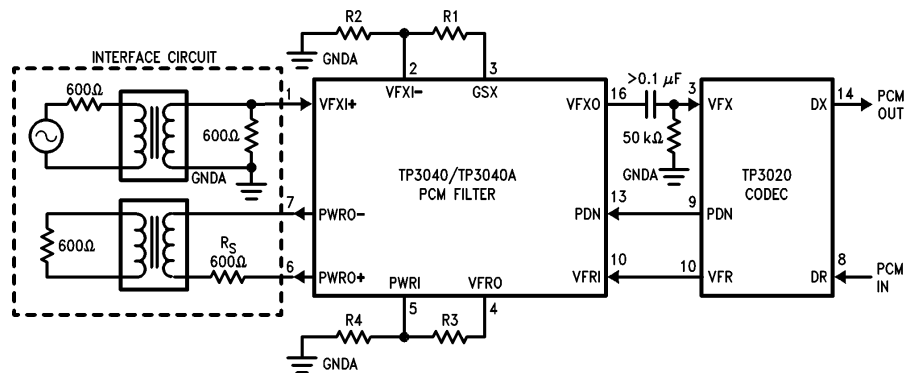 R2
R1
GNDA
INTERFACE CIRCUIT
2
3
600Ω
1
VFXI+
VFXI−
GSX
VFXO
16
>0.1 μF
3
VFX
DX
14
PCM
OUT
600Ω
50 kΩ
GNDA
TP3040/TP3040A
PCM FILTER
GNDA
TP3020
CODEC
7
PWRO−
PDN
13
9
PDN
600Ω
RS
600Ω
6
PWRO+
VFRI
10
10
VFR
DR
8
PCM
IN
PWRI
VFRO
5
4
R4
R3
GNDA